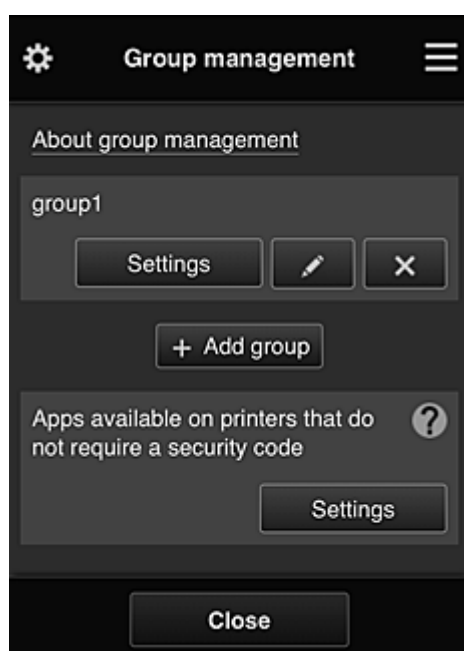 Group management
About group management
group1
Settings
+ Add group
Apps available on printers that do
not require a security code
?
Settings
Close